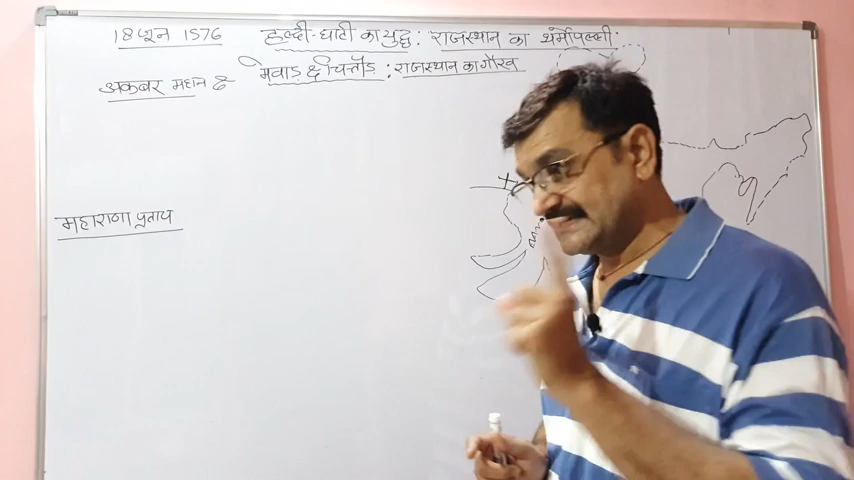 18 जून 1576 हल्दी-घाटी का युद्ध : राजस्थान का थर्मोपल्ली :
मेवाड़ & चित्तौड़ : राजस्थान का गौरव
अकबर महान &
महाराणा प्रताप